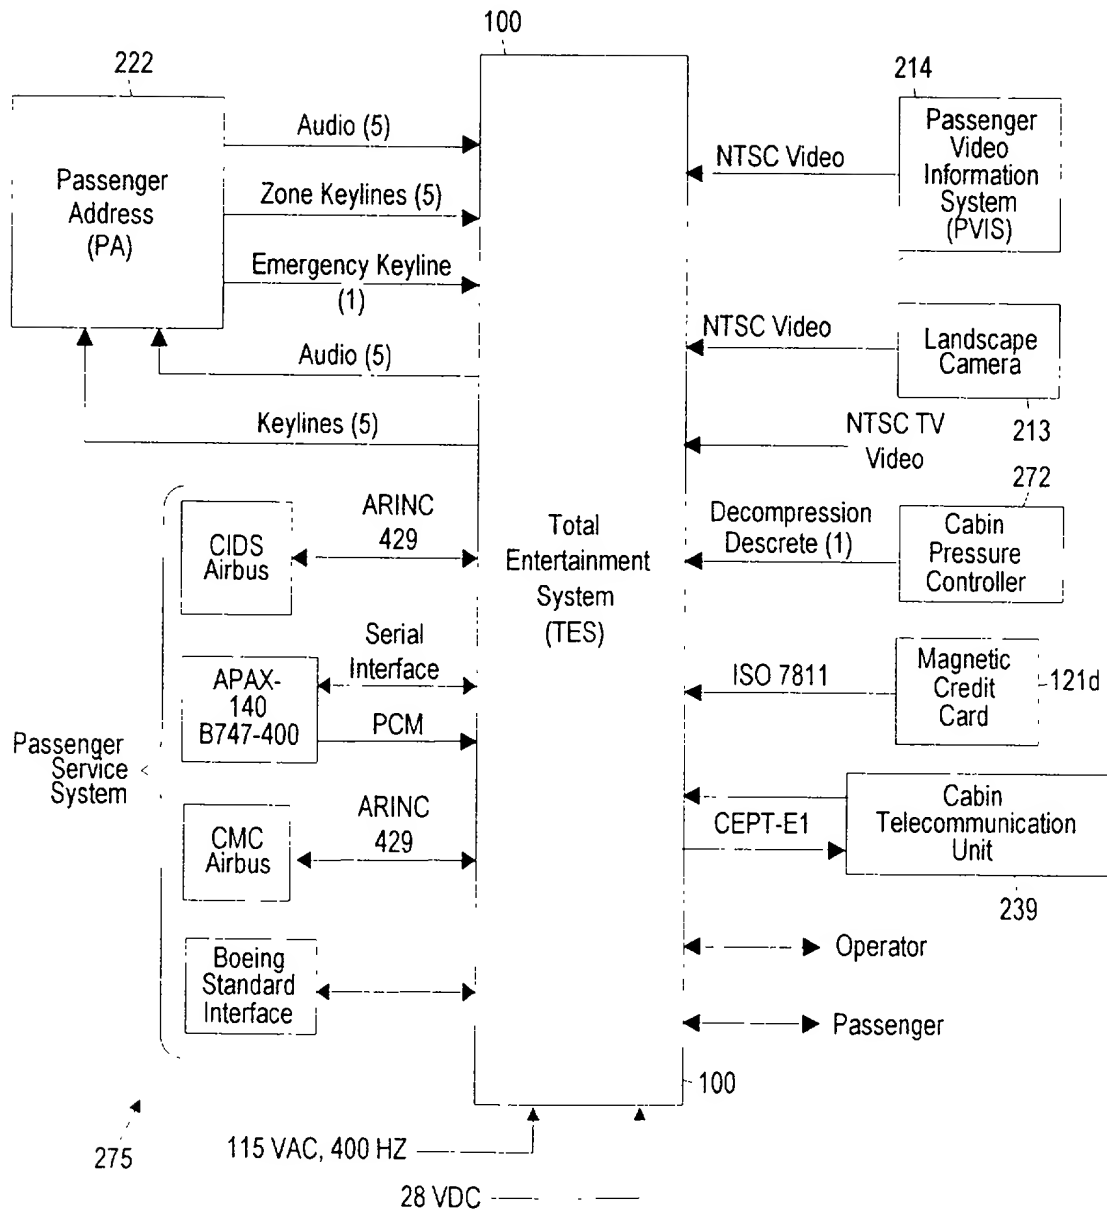 100
222
Passenger
Address
(PA)
Audio (5)
Zone Keylines (5)
Emergency Keyline
(1)
Audio (5)
Keylines (5)
214
Passenger
Video
Information
System
(PVIS)
NTSC Video
NTSC Video
Landscape
Camera
213
NTSC TV
Video
272
Decompression
Descrete (1)
Cabin
Pressure
Controller
Total
Entertainment
System
(TES)
ARINC
429
CIDS
Airbus
Serial
Interface
APAX-
140
B747-400
PCM
Passenger
Service
System
ARINC
429
CMC
Airbus
Boeing
Standard
Interface
ISO 7811
Magnetic
Credit
Card
121d
CEPT-E1
Cabin
Telecommunication
Unit
239
Operator
Passenger
100
275
115 VAC, 400 HZ
28 VDC